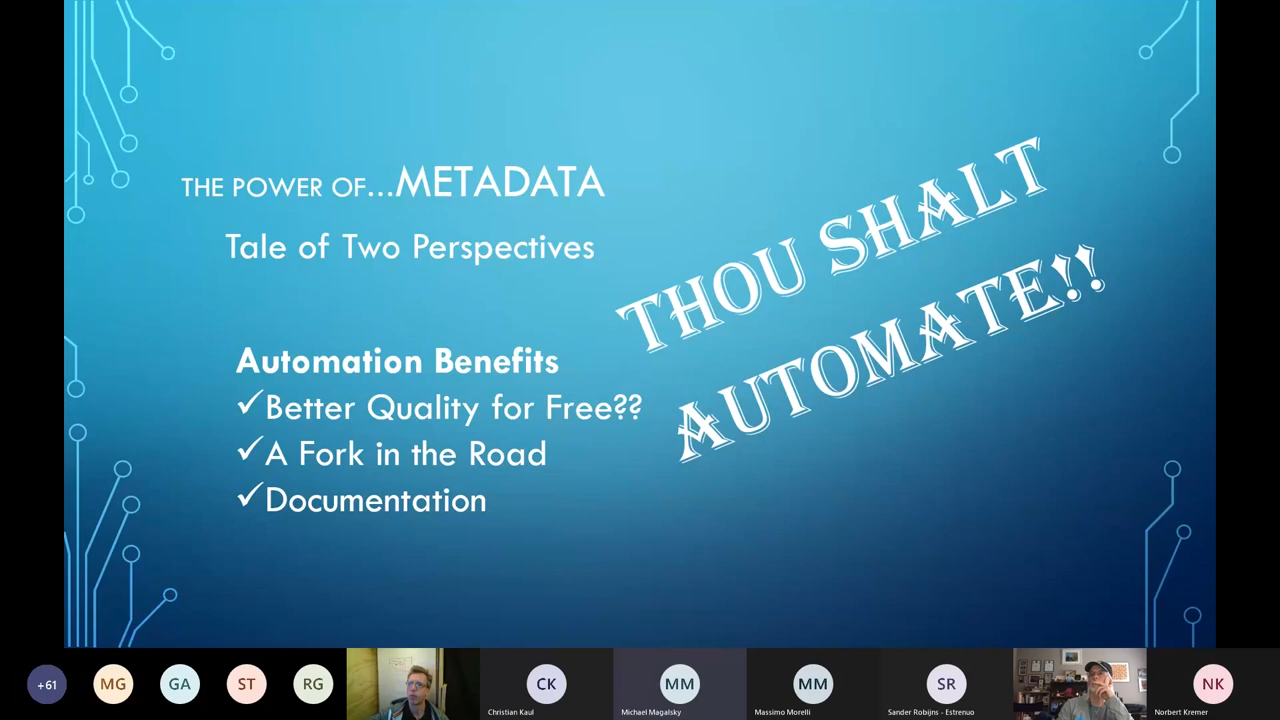 THE POWER OF...METADATA
Tale of Two Perspectives
THOU SHALT
AUTOMATE!!
Automation Benefits
✓Better Quality for Free??
✓A Fork in the Road
✓Documentation
+61
MG
GA
ST
RG
CK
Christian Kaul
MM
Michael Magalsky
MM
Massimo Morelli
SR
Sander Robijns - Estrenuo
NK
Norbert Kremer